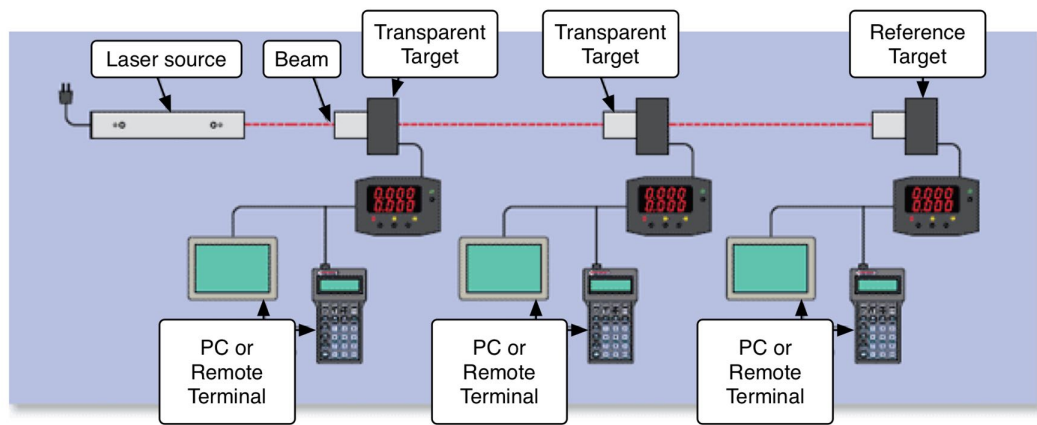 Laser source
Beam
Transparent
Target
Transparent
Target
Reference
Target
0.000
0.000
0.000
0.000
0.000
0.000
PC or
Remote
Terminal
PC or
Remote
Terminal
PC or
Remote
Terminal